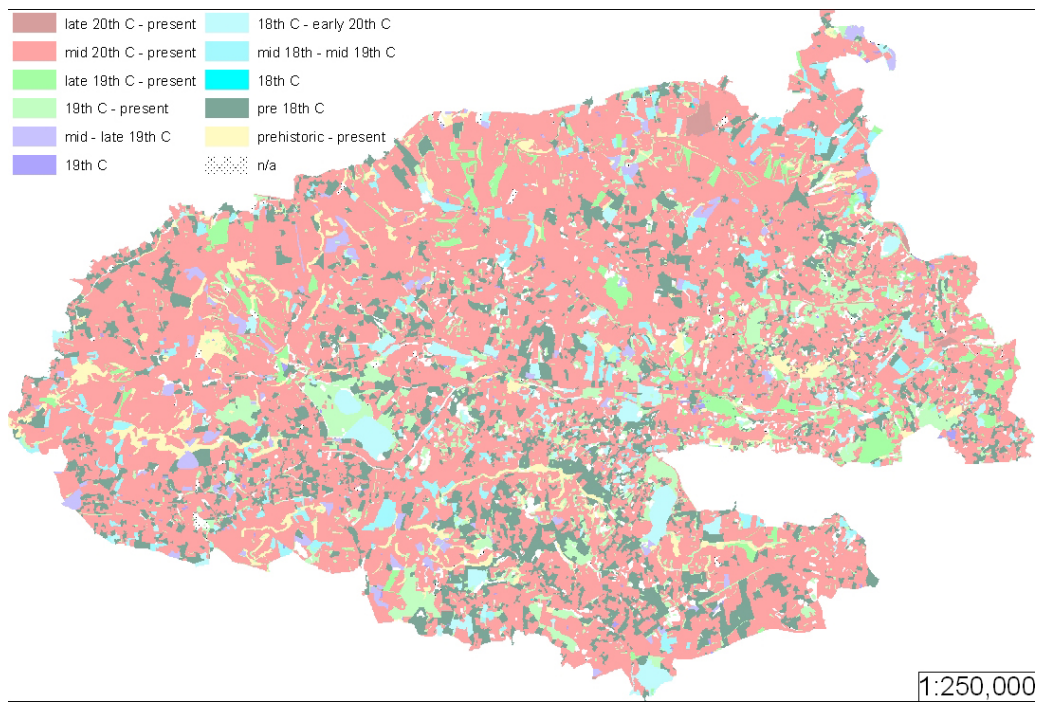 late 20th C - present
mid 20th C - present
late 19th C - present
19th C - present
mid - late 19th C
19th C
18th C - early 20th C
mid 18th - mid 19th C
18th C
pre 18th C
prehistoric - present
n/a
1:250,000